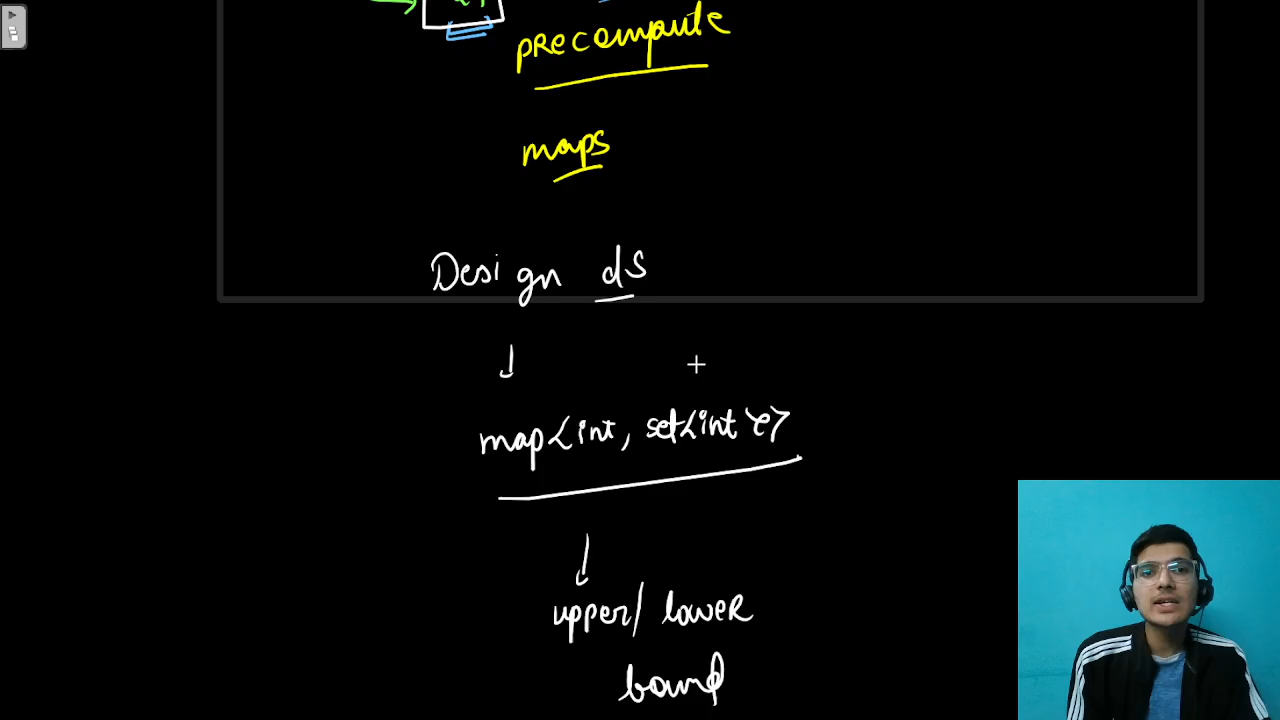 precompute
maps
Design ds
map<int, set<int>>
upper/ lower
bound